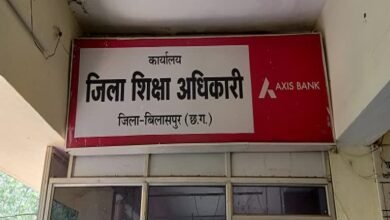 कार्यालय
जिला शिक्षा अधिकारी
जिला-बिलासपुर (छ.ग.)
AXIS BANK